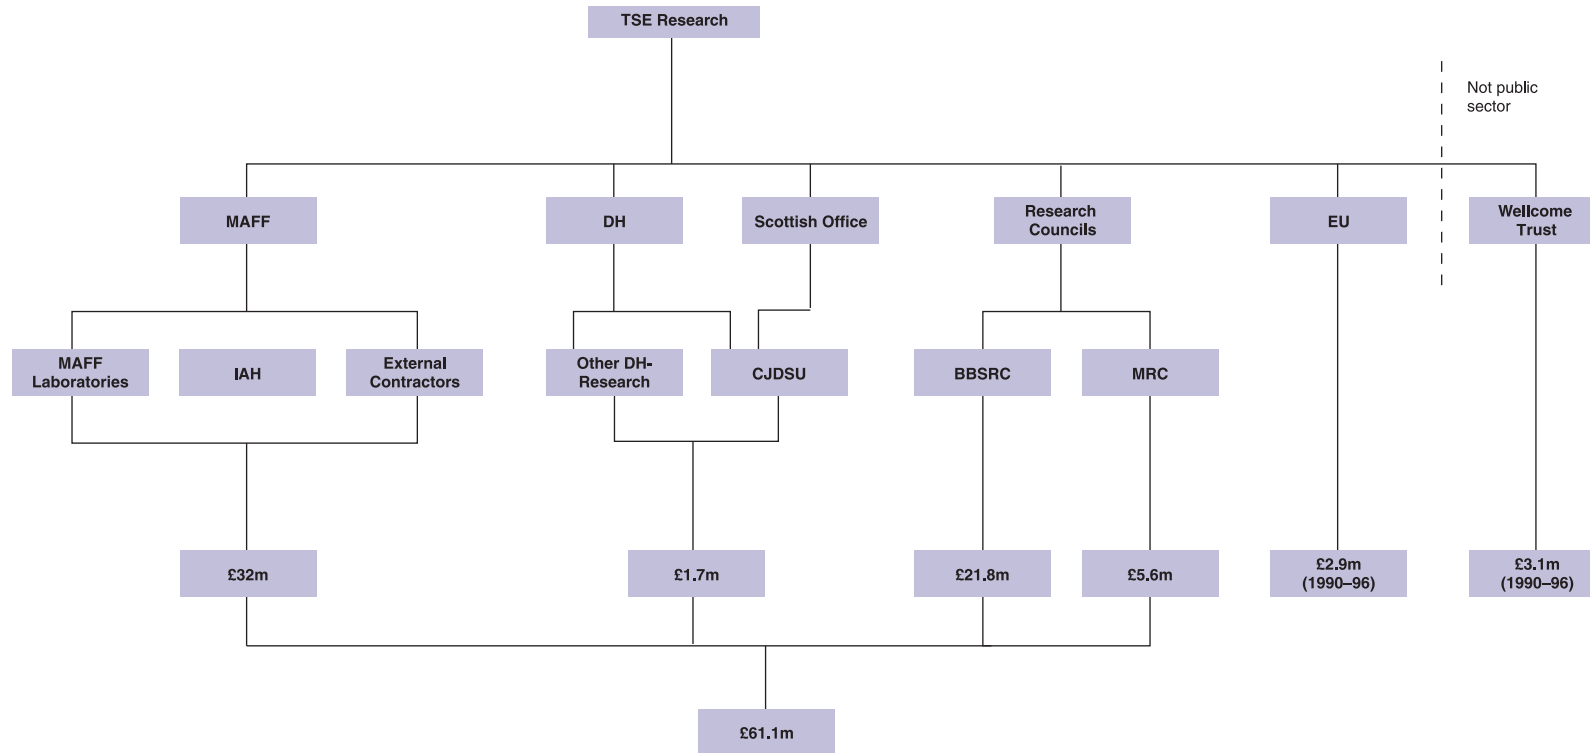 TSE Research
Not public
sector
MAFF
DH
Scottish Office
Research
Councils
EU
Wellcome
Trust
MAFF
Laboratories
IAH
External
Contractors
Other DH-
Research
CJDSU
BBSRC
MRC
£32m
£1.7m
£21.8m
£5.6m
£2.9m
(1990–96)
£3.1m
(1990–96)
£61.1m